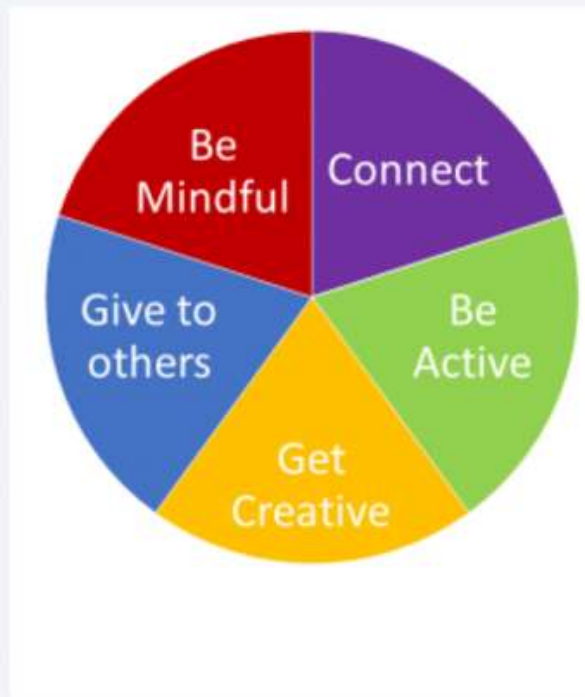 Be
Mindful
Connect
Give to
others
Be
Active
Get
Creative